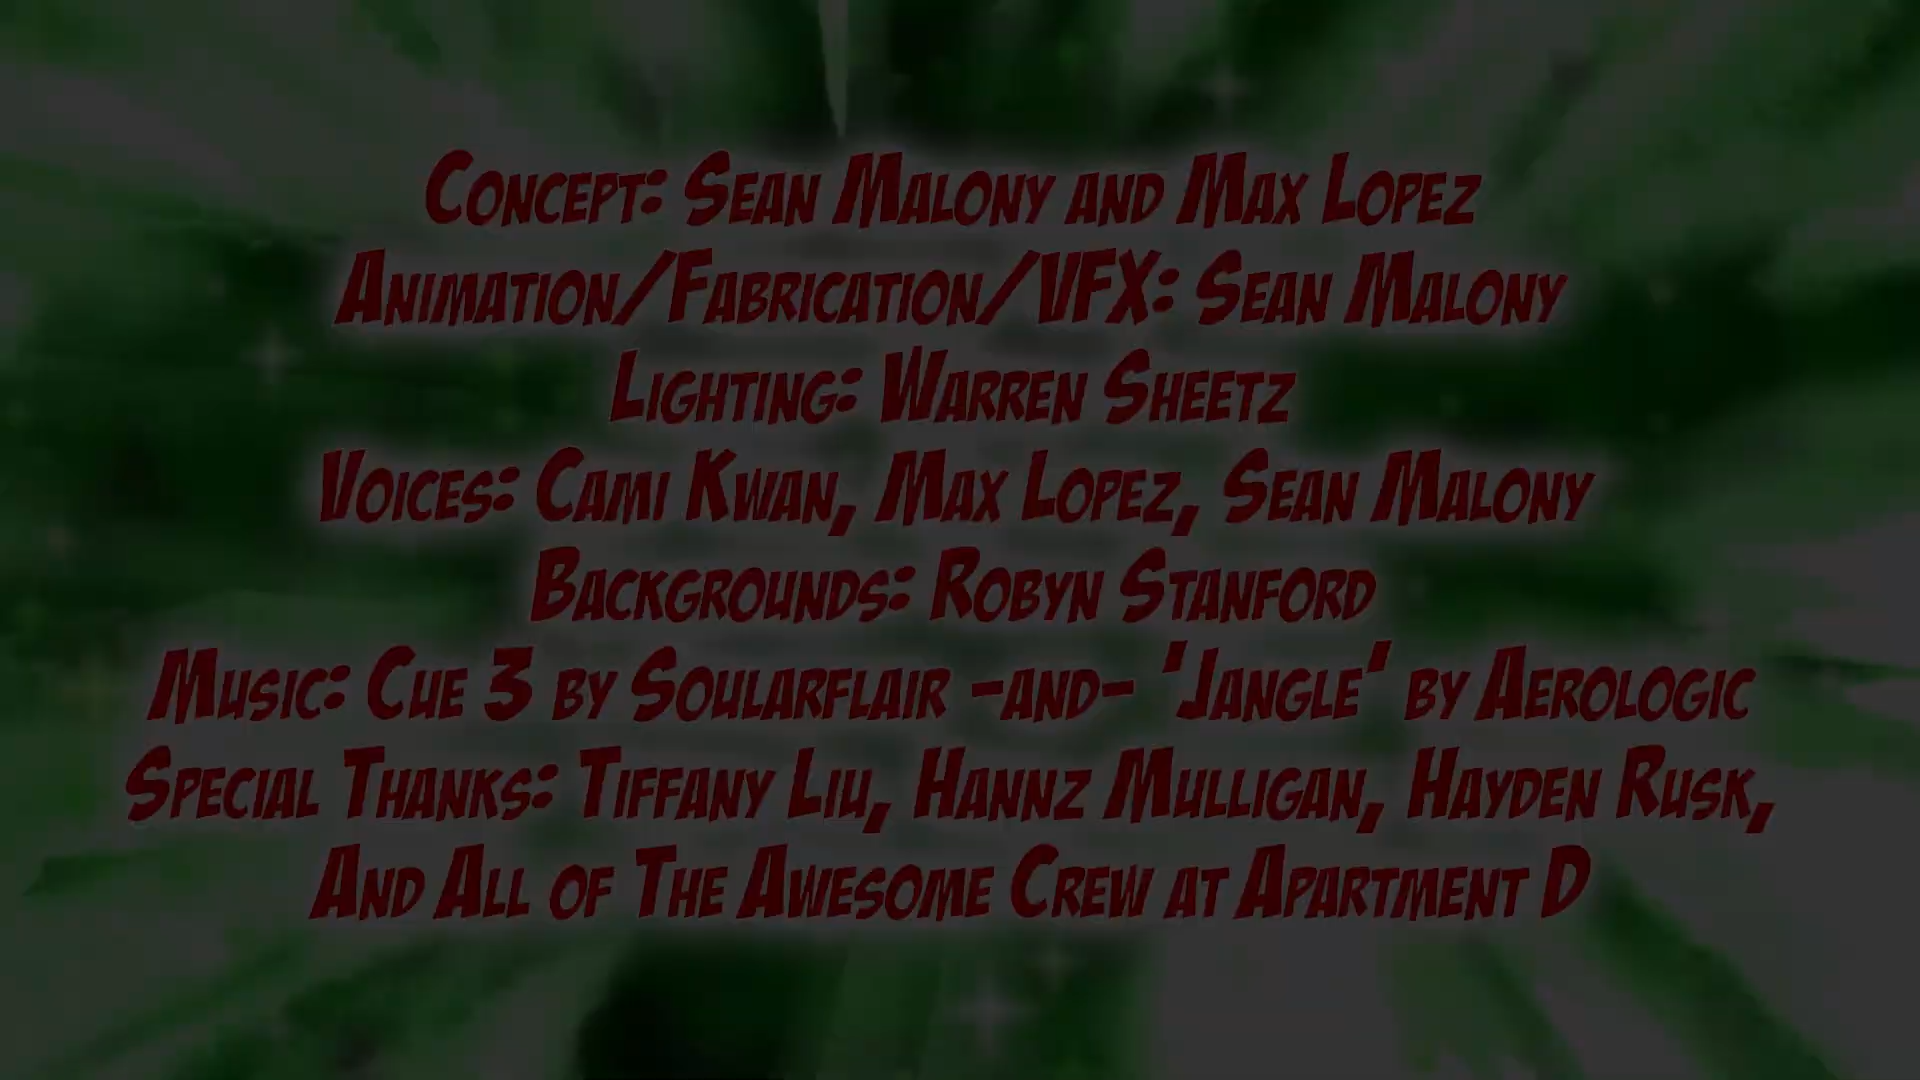 Concept: Sean Malony and Max Lopez
Animation/Fabrication/VFX: Sean Malony
Lighting: Warren Sheetz
Voices: Cami Kwan, Max Lopez, Sean Malony
Backgrounds: Robyn Stanford
Music: Cue 3 by Soularflair -and- 'Jangle' by Aerologic
Special Thanks: Tiffany Liu, Hannz Mulligan, Hayden Rusk,
And All of The Awesome Crew at Apartment D